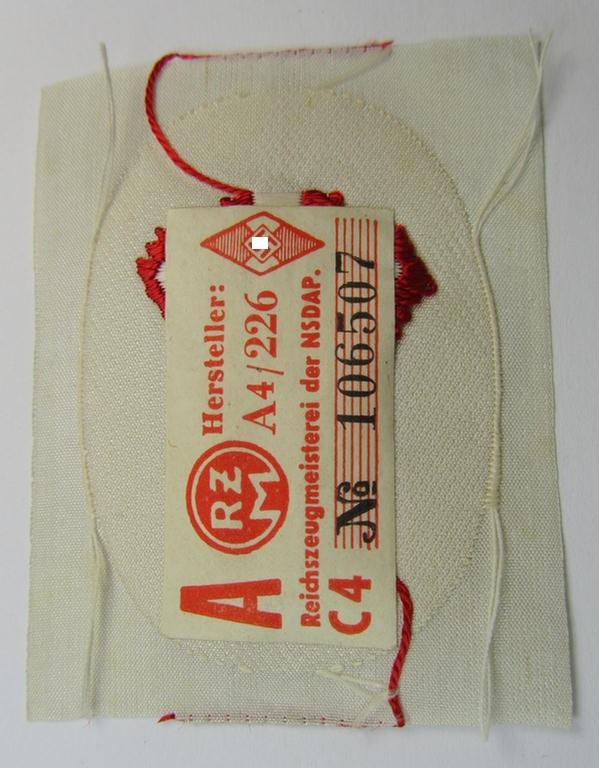 A
RZM
Hersteller:
A4/226
Reichszeugmeisterei der NSDAP.
C4 № 106507